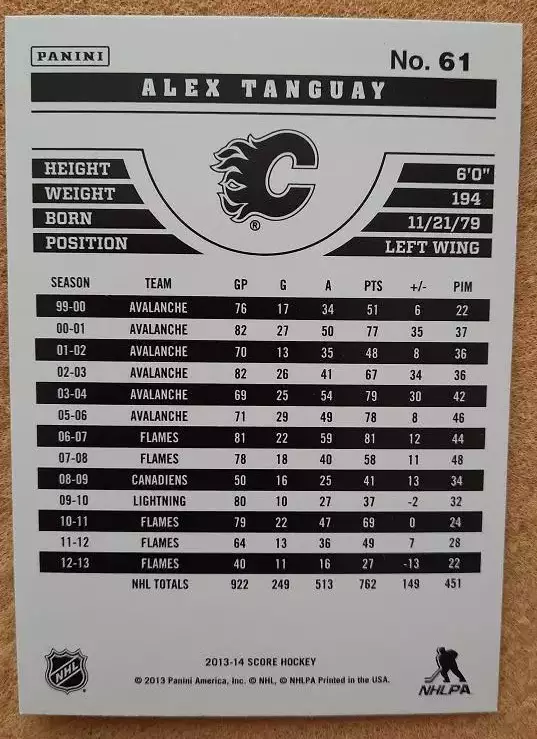 PANINI
No. 61
ALEX TANGUAY
HEIGHT 6'0"
WEIGHT 194
BORN 11/21/79
POSITION LEFT WING
®
SEASON TEAM GP G A PTS +/- PIM
99-00 AVALANCHE 76 17 34 51 6 22
00-01 AVALANCHE 82 27 50 77 35 37
01-02 AVALANCHE 70 13 35 48 8 36
02-03 AVALANCHE 82 26 41 67 34 36
03-04 AVALANCHE 69 25 54 79 30 42
05-06 AVALANCHE 71 29 49 78 8 46
06-07 FLAMES 81 22 59 81 12 44
07-08 FLAMES 78 18 40 58 11 48
08-09 CANADIENS 50 16 25 41 13 34
09-10 LIGHTNING 80 10 27 37 -2 32
10-11 FLAMES 79 22 47 69 0 24
11-12 FLAMES 64 13 36 49 7 28
12-13 FLAMES 40 11 16 27 -13 22
NHL TOTALS 922 249 513 762 149 451
NHL
2013-14 SCORE HOCKEY
© 2013 Panini America, Inc. © NHL, © NHLPA Printed in the USA.
NHLPA